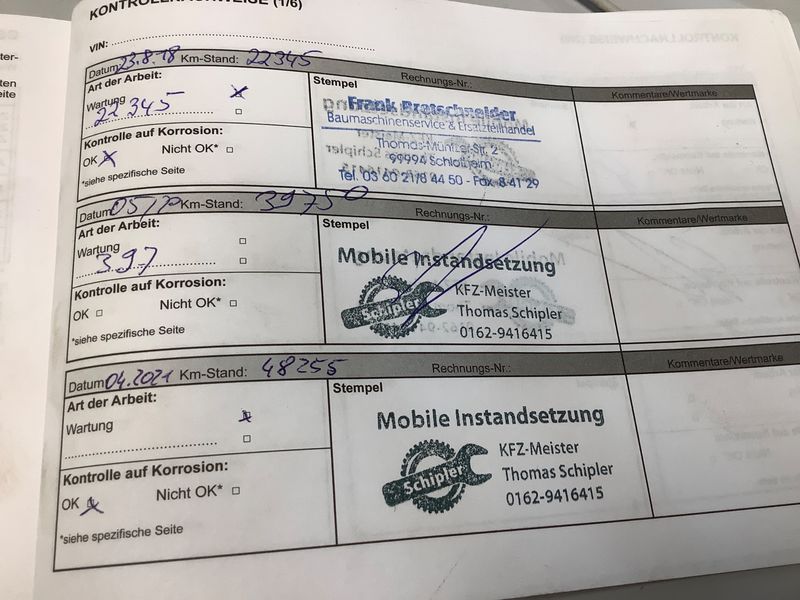 KONTROLLNACHWEISE (1/6)
VIN:
Datum 23.8.18 Km-Stand: 22345 Rechnungs-Nr.:
Art der Arbeit: Stempel Kommentare/Wertmarke
Wartung
22345
Kontrolle auf Korrosion:
OK Nicht OK*
*siehe spezifische Seite
Frank Bratschneider
Baumaschinenservice & Ersatzteilhandel
Thomas-Müntzer-Str. 2
99994 Schlotheim
Tel. 03 60 21/8 44 50 - Fax 8 41 29
Datum 05/20 Km-Stand: 39750 Rechnungs-Nr.:
Art der Arbeit: Stempel Kommentare/Wertmarke
Wartung
397
Kontrolle auf Korrosion:
OK Nicht OK*
*siehe spezifische Seite
Mobile Instandsetzung
Schipler
KFZ-Meister
Thomas Schipler
0162-9416415
Datum 04.2021 Km-Stand: 48255 Rechnungs-Nr.:
Art der Arbeit: Stempel Kommentare/Wertmarke
Wartung
Kontrolle auf Korrosion:
OK Nicht OK*
*siehe spezifische Seite
Mobile Instandsetzung
Schipler
KFZ-Meister
Thomas Schipler
0162-9416415